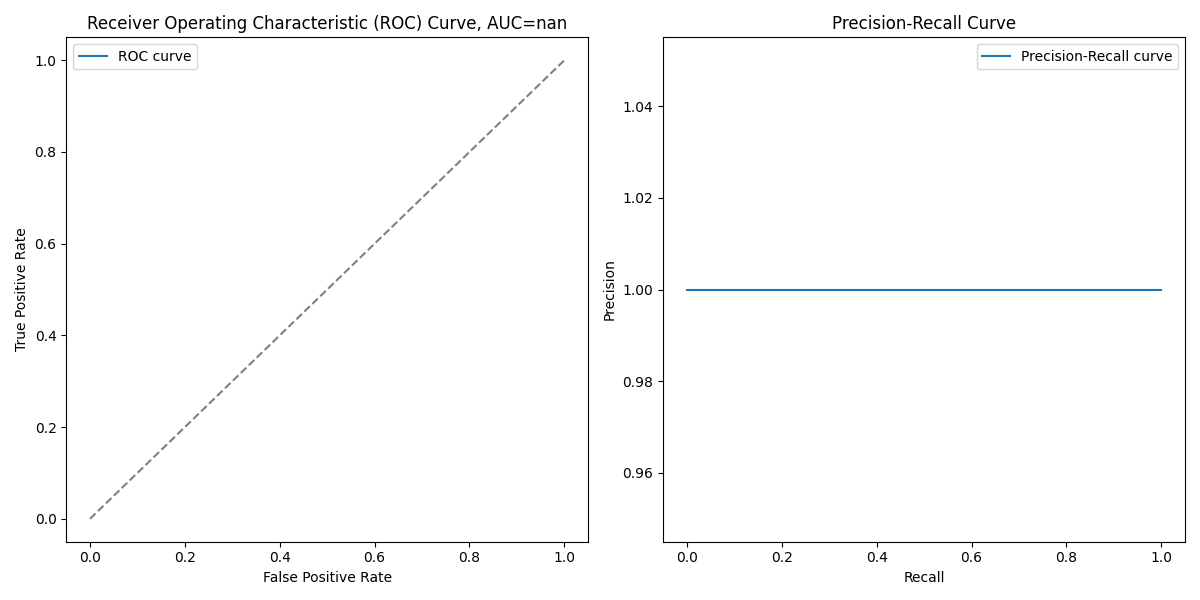 Receiver Operating Characteristic (ROC) Curve, AUC=nan
ROC curve
1.0
0.8
0.6
0.4
0.2
0.0
True Positive Rate
0.0 0.2 0.4 0.6 0.8 1.0
False Positive Rate
Precision-Recall Curve
Precision-Recall curve
1.04
1.02
1.00
0.98
0.96
Precision
0.0 0.2 0.4 0.6 0.8 1.0
Recall